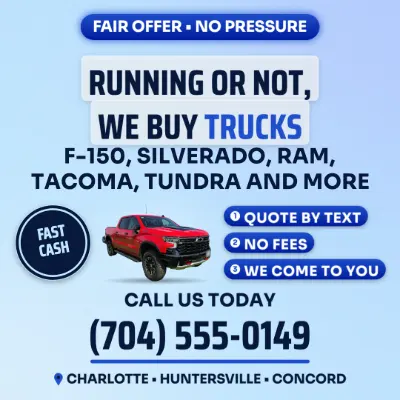 FAIR OFFER • NO PRESSURE
RUNNING OR NOT,
WE BUY TRUCKS
F-150, SILVERADO, RAM,
TACOMA, TUNDRA AND MORE
FAST
CASH
1 QUOTE BY TEXT
2 NO FEES
3 WE COME TO YOU
CALL US TODAY
(704) 555-0149
CHARLOTTE • HUNTERSVILLE • CONCORD